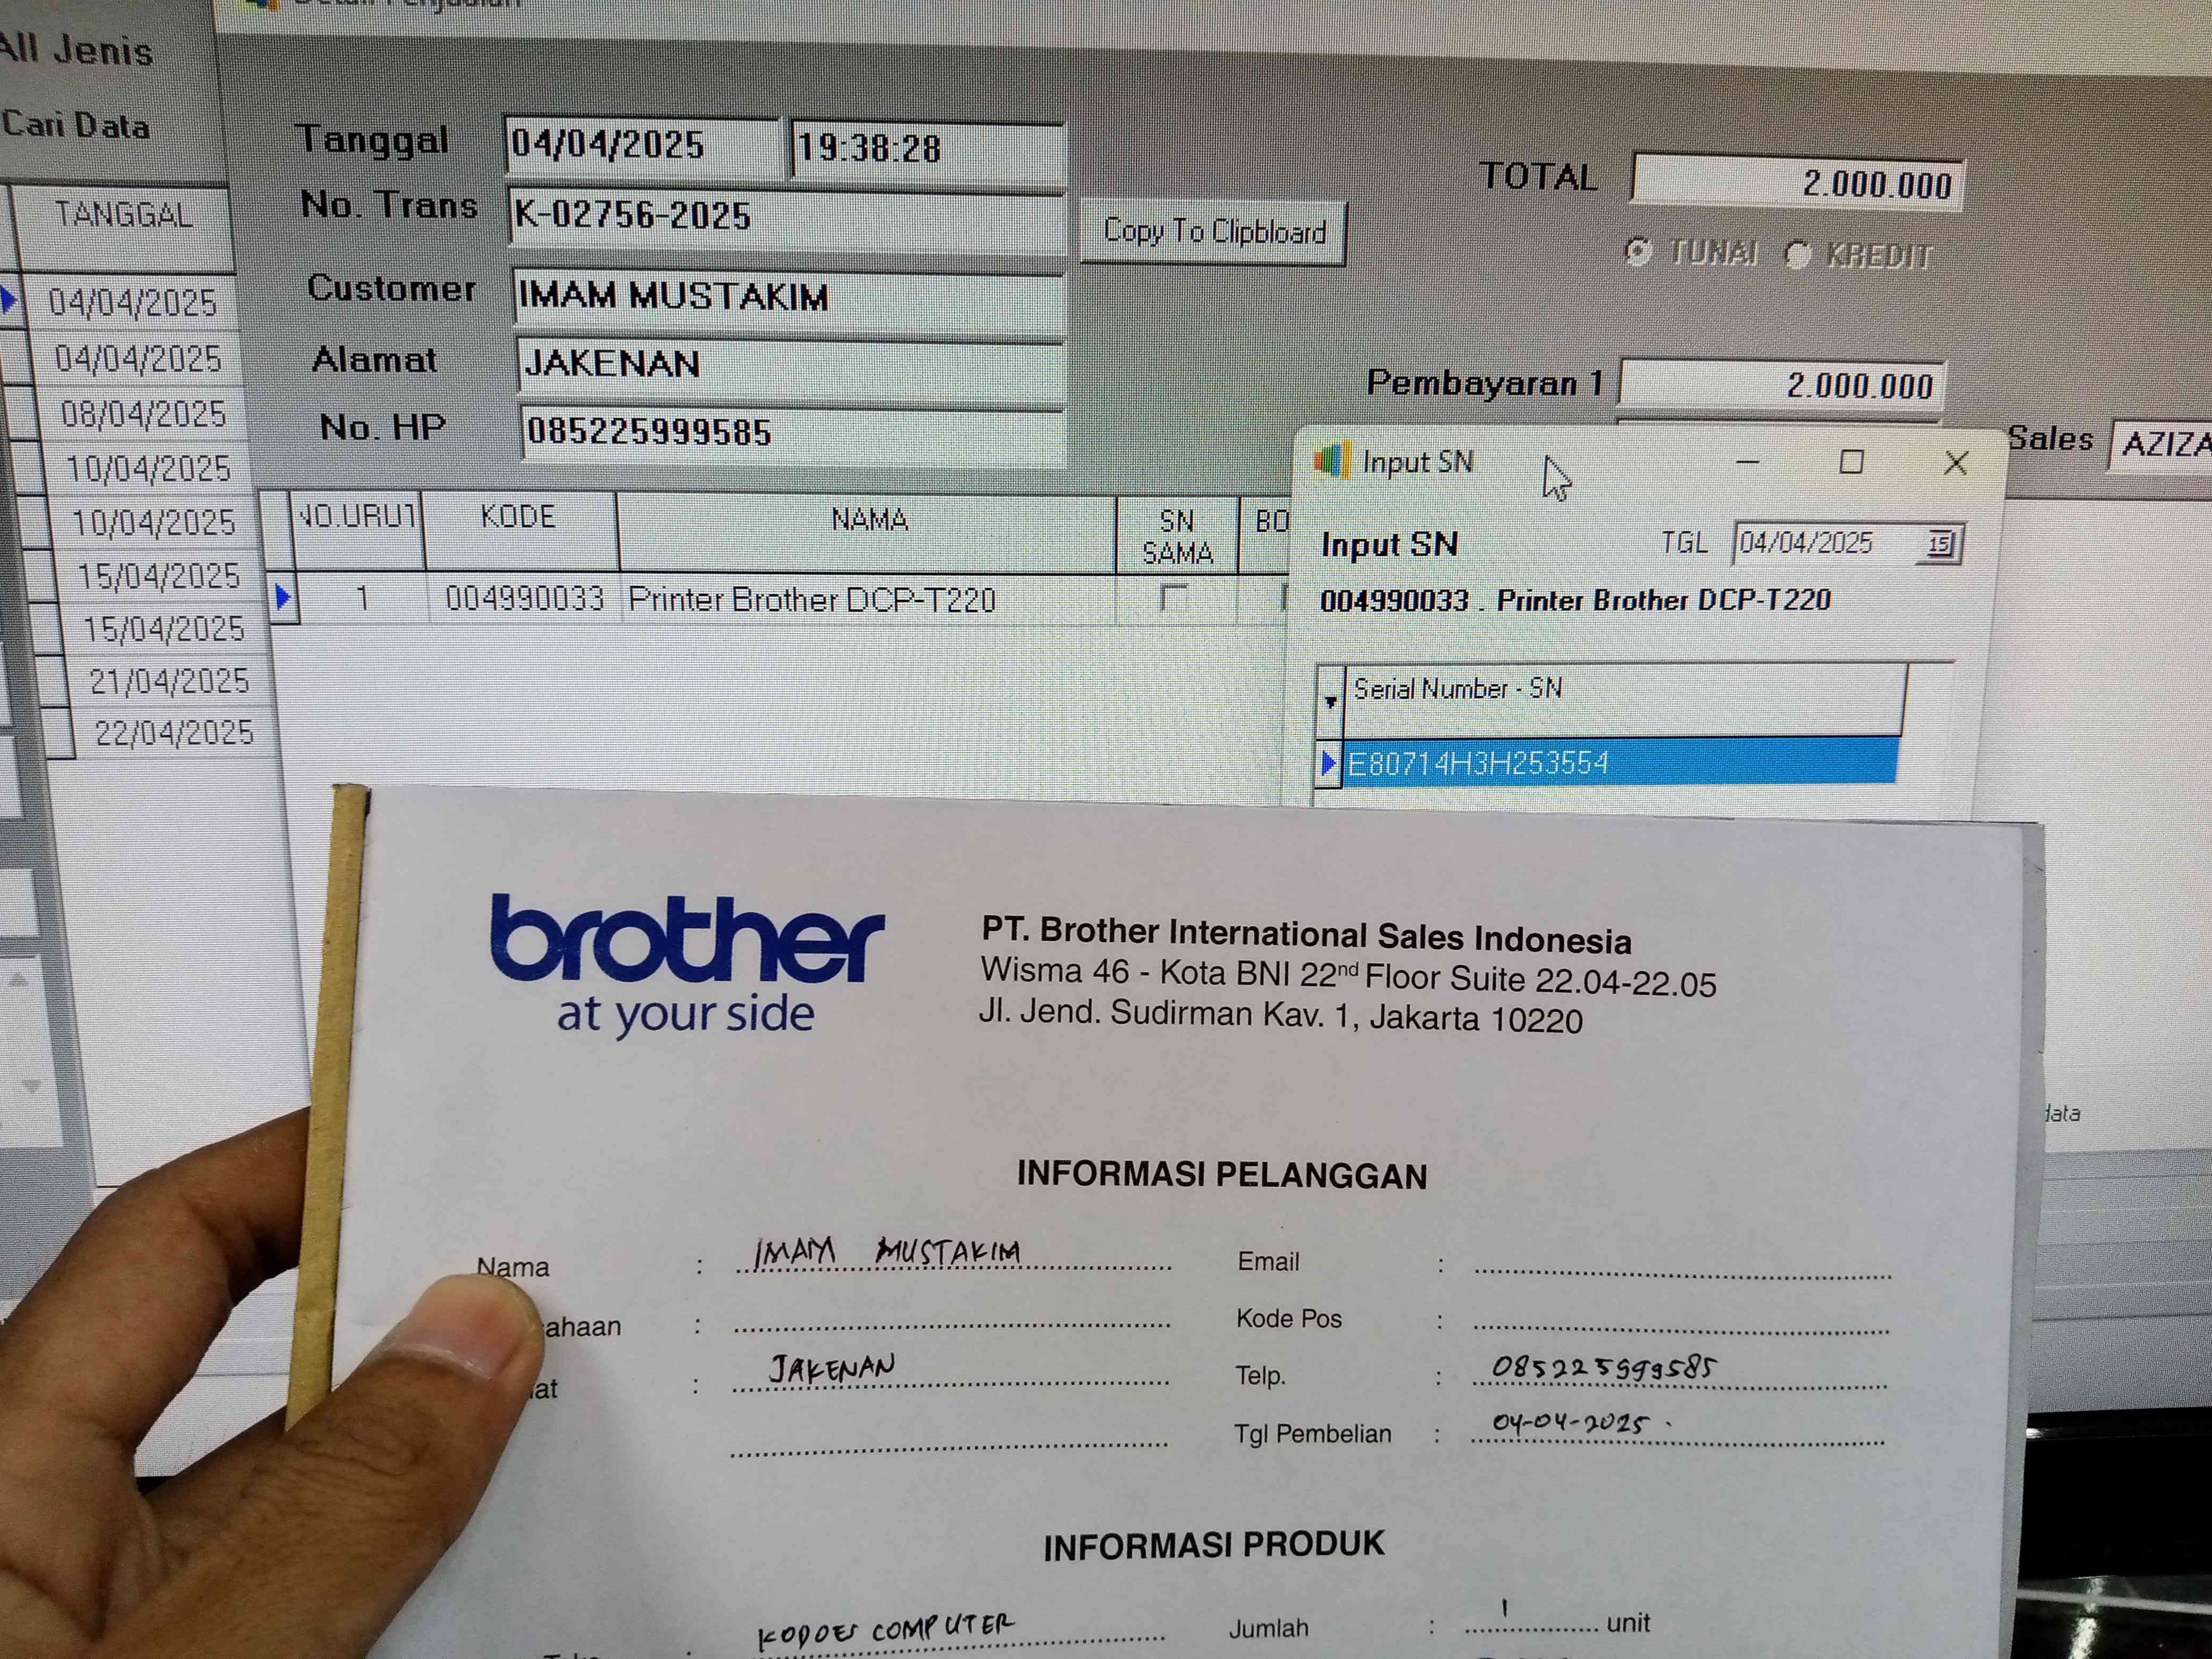 All Jenis
Cari Data
TANGGAL
04/04/2025
04/04/2025
08/04/2025
10/04/2025
10/04/2025
15/04/2025
15/04/2025
21/04/2025
22/04/2025
Tanggal 04/04/2025 19:38:28
No. Trans K-02756-2025
Copy To Clipbloard
Customer IMAM MUSTAKIM
Alamat JAKENAN
No. HP 085225999585
TOTAL 2.000.000
TUNAI KREDIT
Pembayaran 1 2.000.000
Sales AZIZA
NO.URUT KODE NAMA SN SAMA BO
1 004990033 Printer Brother DCP-T220
Input SN
Input SN TGL 04/04/2025 15
004990033 . Printer Brother DCP-T220
Serial Number - SN
E80714H3H253554
data
brother
at your side
PT. Brother International Sales Indonesia
Wisma 46 - Kota BNI 22nd Floor Suite 22.04-22.05
Jl. Jend. Sudirman Kav. 1, Jakarta 10220
INFORMASI PELANGGAN
Nama : IMAM MUSTAKIM Email :
ahaan : Kode Pos :
at : JAKENAN Telp. : 085225999585
Tgl Pembelian : 04-04-2025
INFORMASI PRODUK
KODOES COMPUTER Jumlah : 1 unit